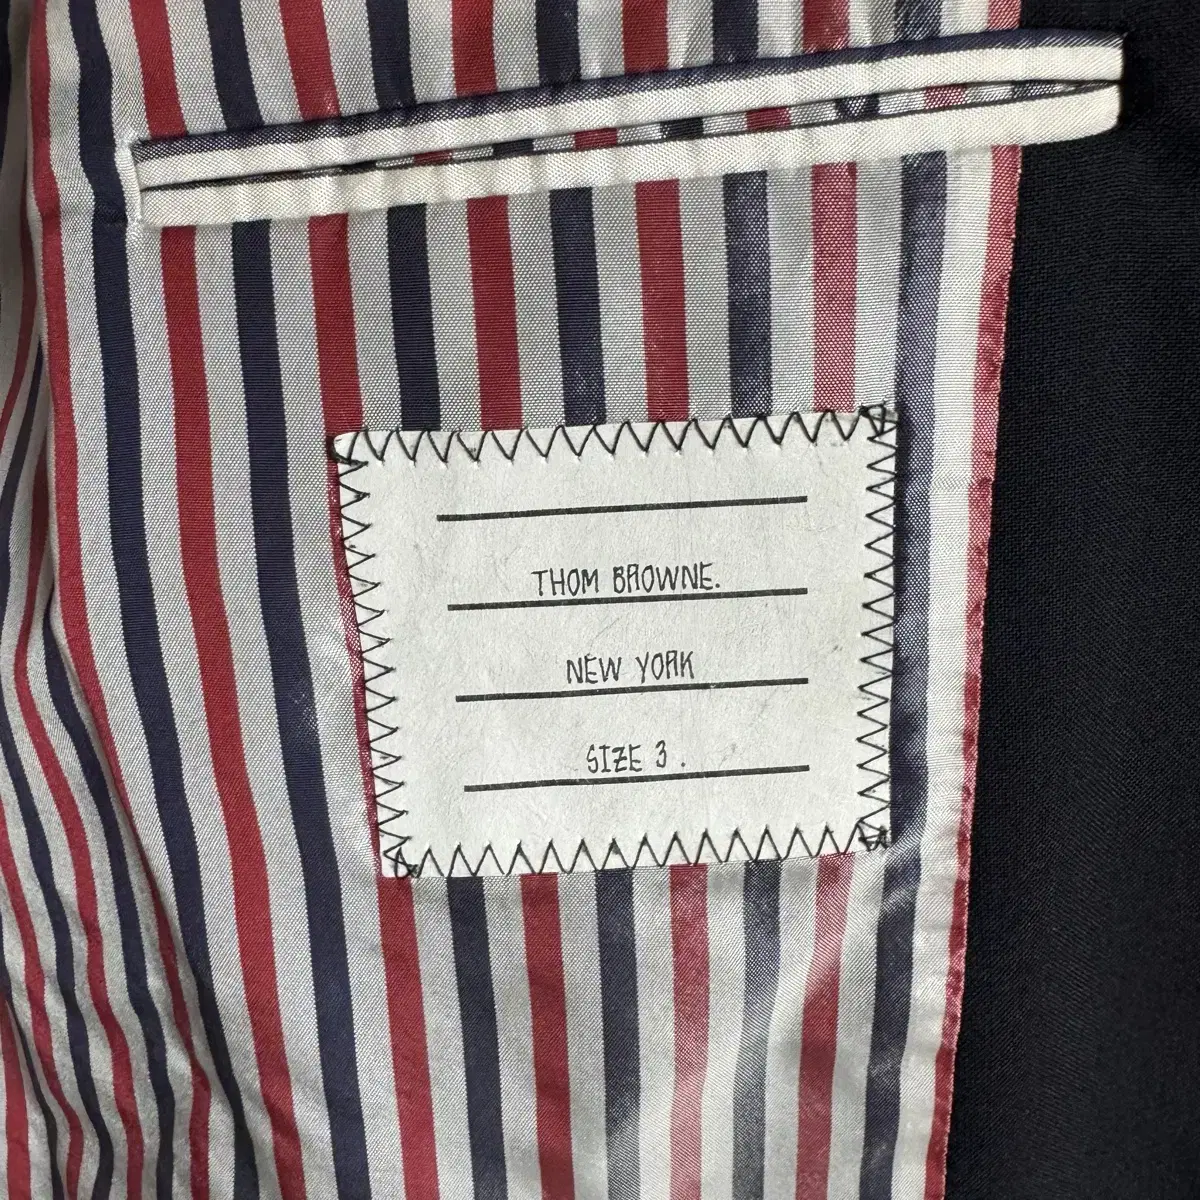 THOM BROWNE.
NEW YORK
SIZE 3 .